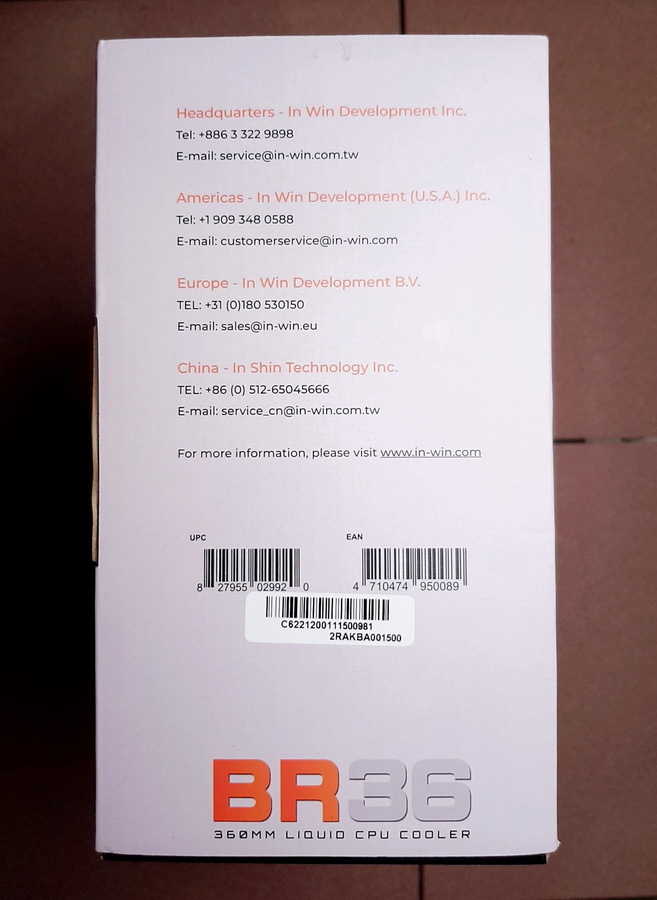 Headquarters - In Win Development Inc.
Tel: +886 3 322 9898
E-mail: service@in-win.com.tw
Americas - In Win Development (U.S.A.) Inc.
Tel: +1 909 348 0588
E-mail: customerservice@in-win.com
Europe - In Win Development B.V.
TEL: +31 (0)180 530150
E-mail: sales@in-win.eu
China - In Shin Technology Inc.
TEL: +86 (0) 512-65045666
E-mail: service_cn@in-win.com.tw
For more information, please visit www.in-win.com
UPC
8 27955 02992 0
EAN
4 710474 950089
C6221200111500981
2RAKBA001500
BR36
360MM LIQUID CPU COOLER